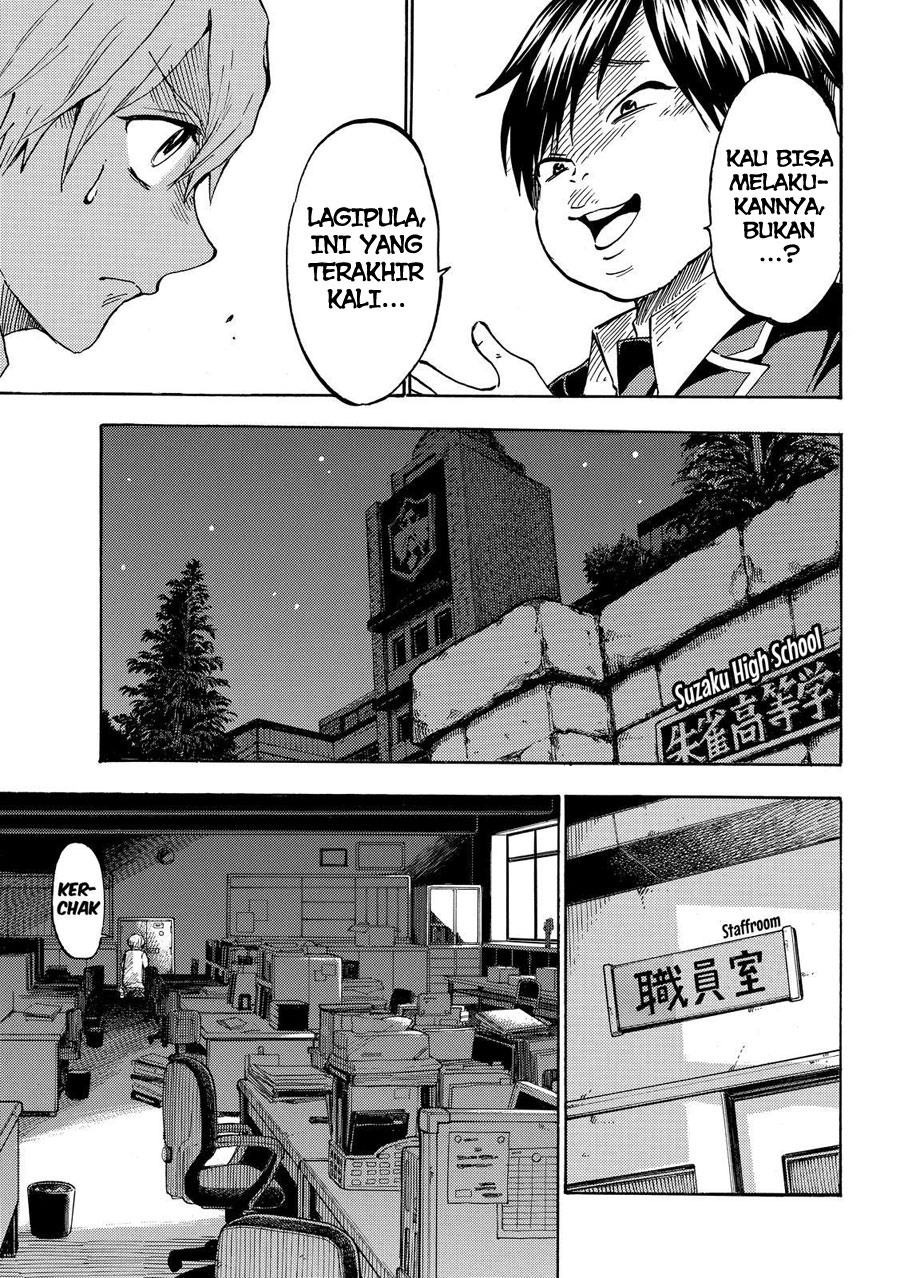 KAU BISA
MELAKU-
KANNYA,
BUKAN
...?
LAGIPULA,
INI YANG
TERAKHIR
KALI...
Suzaku High School
朱雀高等学
Staffroom
職員室
KER-
CHAK